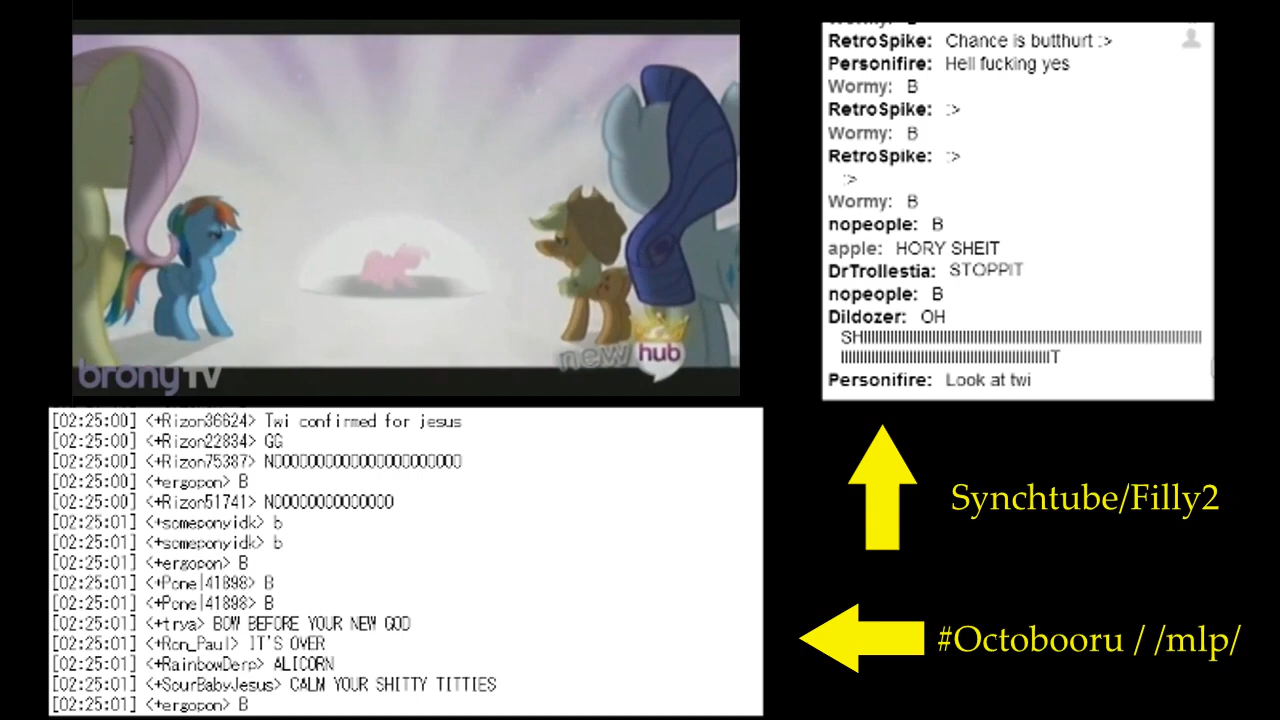 Wormy: B
RetroSpike: Chance is butthurt :>
Personifire: Hell fucking yes
Wormy: B
RetroSpike: :>
Wormy: B
RetroSpike: :>
:>
Wormy: B
nopeople: B
apple: HORY SHEIT
DrTrollestia: STOPPIT
nopeople: B
Dildozer: OH
Personifire: Look at twi
new hub
bronyTV
[02:25:00] <+Rizon36624> Twi confirmed for jesus
[02:25:00] <+Rizon22834> GG
[02:25:00] <+Rizon75387> NOOOOOOOOOOOOOOOOOOOOOOO
[02:25:00] <+ergopon> B
[02:25:00] <+Rizon51741> NOOOOOOOOOOOOOO
[02:25:01] <+someponyidk> b
[02:25:01] <+someponyidk> b
[02:25:01] <+ergopon> B
[02:25:01] <+Pone|41898> B
[02:25:01] <+Pone|41898> B
[02:25:01] <+trya> BOW BEFORE YOUR NEW GOD
[02:25:01] <+Ron_Paul> IT'S OVER
[02:25:01] <+RainbowDerp> ALICORN
[02:25:01] <+SourBabyJesus> CALM YOUR SHITTY TITTIES
[02:25:01] <+ergopon> B
Synchtube/Filly2
#Octobooru / /mlp/